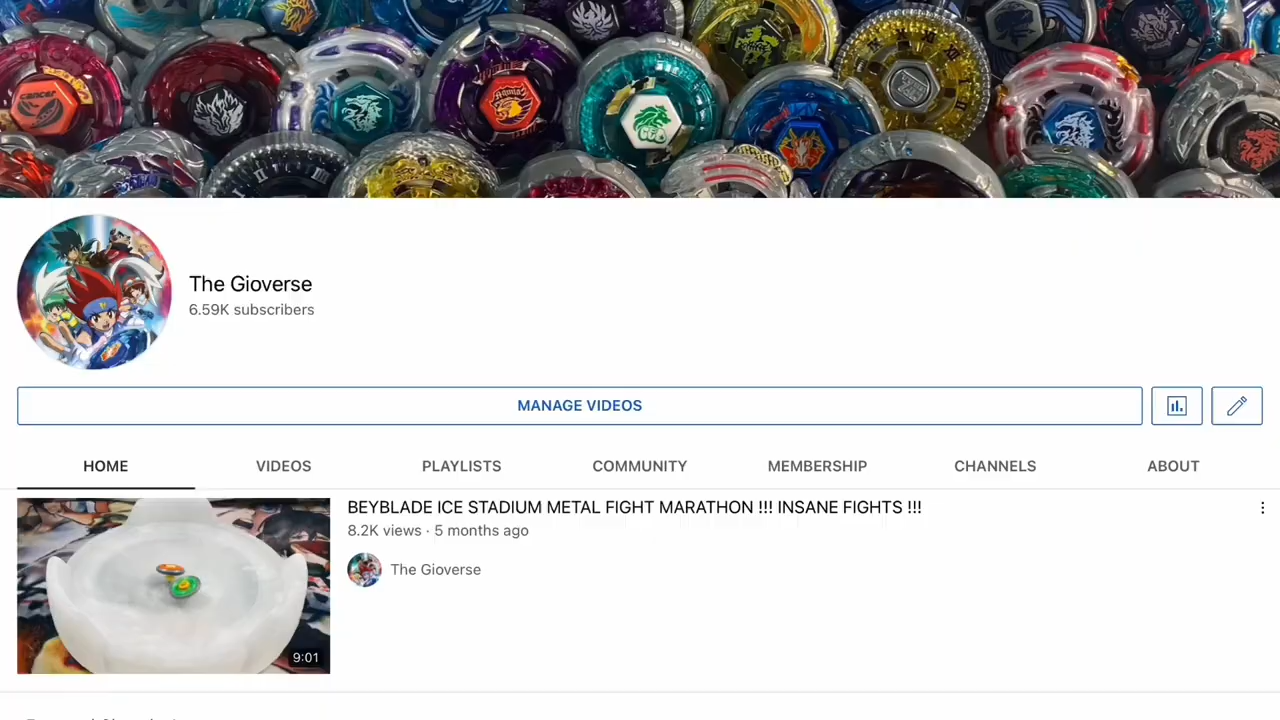 Cancer
The Gioverse
6.59K subscribers
MANAGE VIDEOS
HOME
VIDEOS
PLAYLISTS
COMMUNITY
MEMBERSHIP
CHANNELS
ABOUT
BEYBLADE ICE STADIUM METAL FIGHT MARATHON !!! INSANE FIGHTS !!!
8.2K views · 5 months ago
The Gioverse
9:01